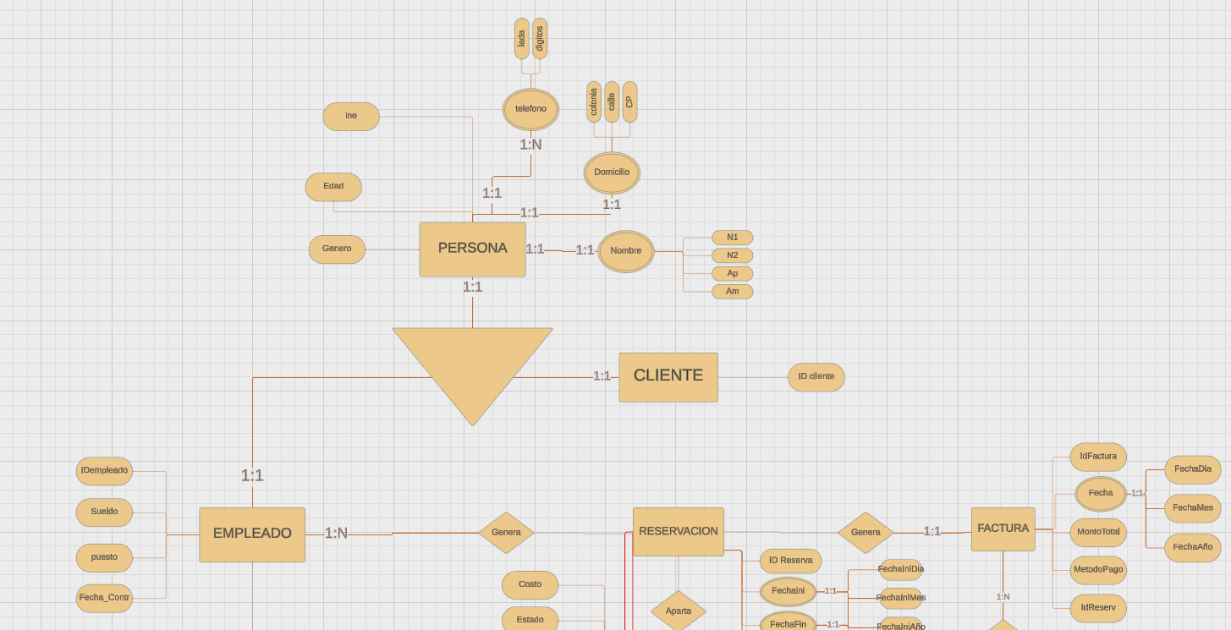 lada
digitos
telefono
colonia
calle
CP
ine
1:N
Domicilio
Edad
1:1
1:1
1:1
Genero
PERSONA
1:1
1:1
Nombre
N1
N2
Ap
Am
1:1
1:1
CLIENTE
ID cliente
1:1
IDempleado
Sueldo
puesto
Fecha_Contr
EMPLEADO
1:N
Genera
RESERVACION
Genera
1:1
FACTURA
IdFactura
Fecha
1:1
FechaDia
FechaMes
FechaAño
MontoTotal
MetodoPago
IdReserv
1:N
ID Reserva
FechaIni
1:1
FechaIniDia
FechaIniMes
FechaFin
1:1
FechaIniAño
Costo
Estado
Aparta